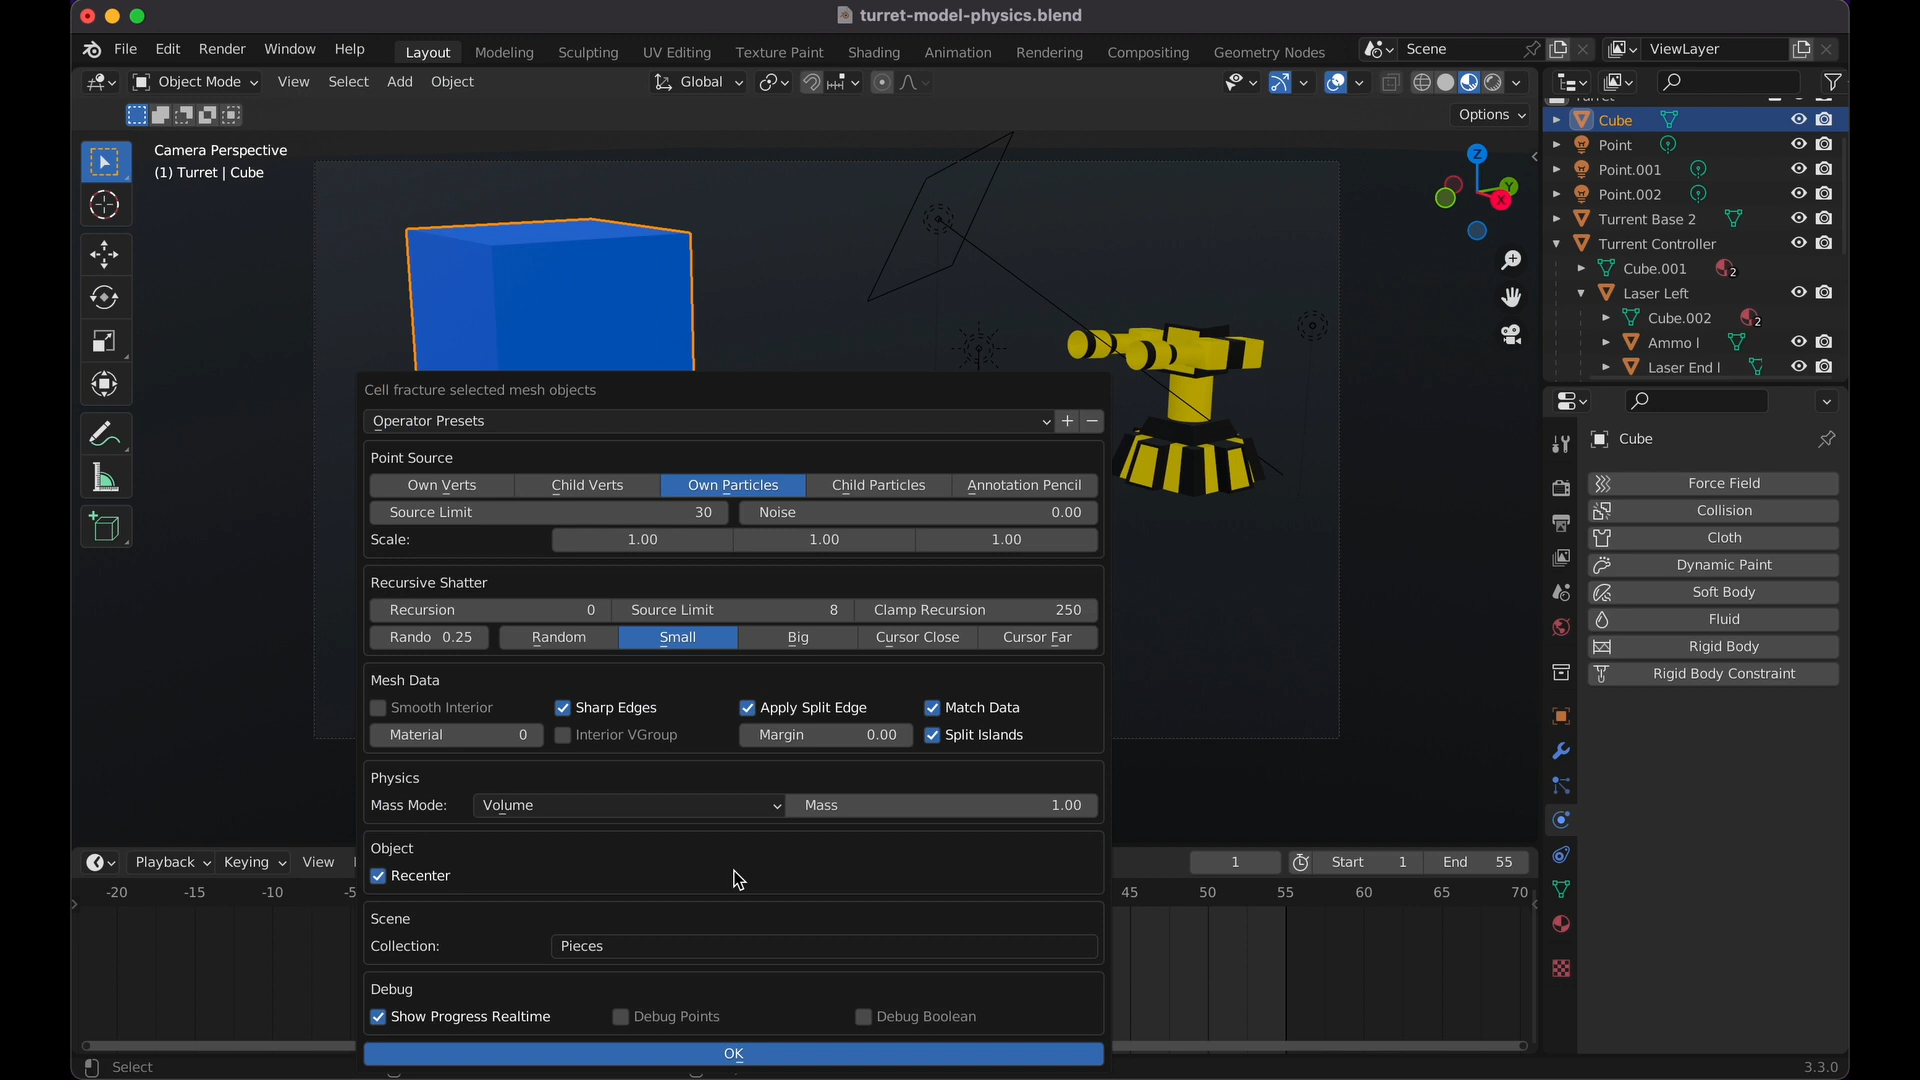 turret-model-physics.blend
File Edit Render Window Help Layout Modeling Sculpting UV Editing Texture Paint Shading Animation Rendering Compositing Geometry Nodes Scene ViewLayer
Object Mode View Select Add Object Global
Options
Camera Perspective
(1) Turret | Cube
Z
Y
X
Cube
Point
Point.001
Point.002
Turrent Base 2
Turrent Controller
Cube.001 2
Laser Left
Cube.002 2
Ammo l
Laser End l
Cell fracture selected mesh objects
Operator Presets
Point Source
Own Verts Child Verts Own Particles Child Particles Annotation Pencil
Source Limit 30 Noise 0.00
Scale: 1.00 1.00 1.00
Recursive Shatter
Recursion 0 Source Limit 8 Clamp Recursion 250
Rando 0.25 Random Small Big Cursor Close Cursor Far
Mesh Data
Smooth Interior Sharp Edges Apply Split Edge Match Data
Material 0 Interior VGroup Margin 0.00 Split Islands
Physics
Mass Mode: Volume Mass 1.00
Object
Recenter
Scene
Collection: Pieces
Debug
Show Progress Realtime Debug Points Debug Boolean
OK
Cube
Force Field
Collision
Cloth
Dynamic Paint
Soft Body
Fluid
Rigid Body
Rigid Body Constraint
Playback Keying View 1 Start 1 End 55
-20 -15 -10 -5 45 50 55 60 65 70
Select 3.3.0